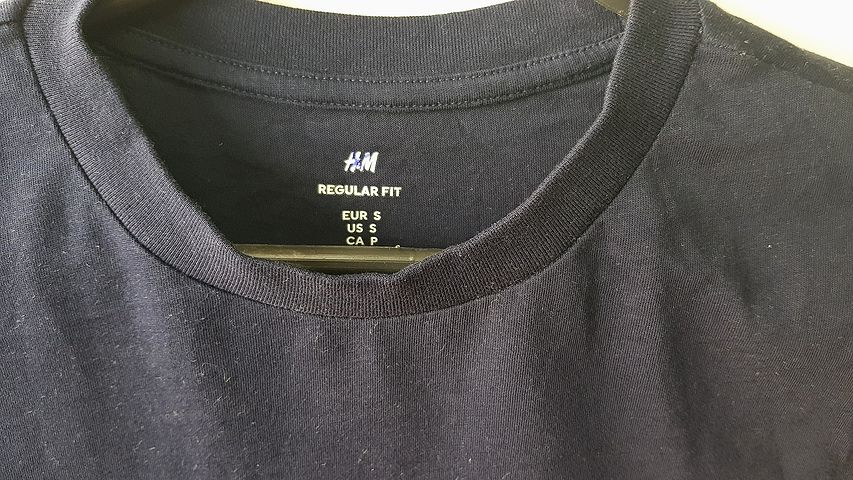 H&M
REGULAR FIT
EUR S
US S
CA P